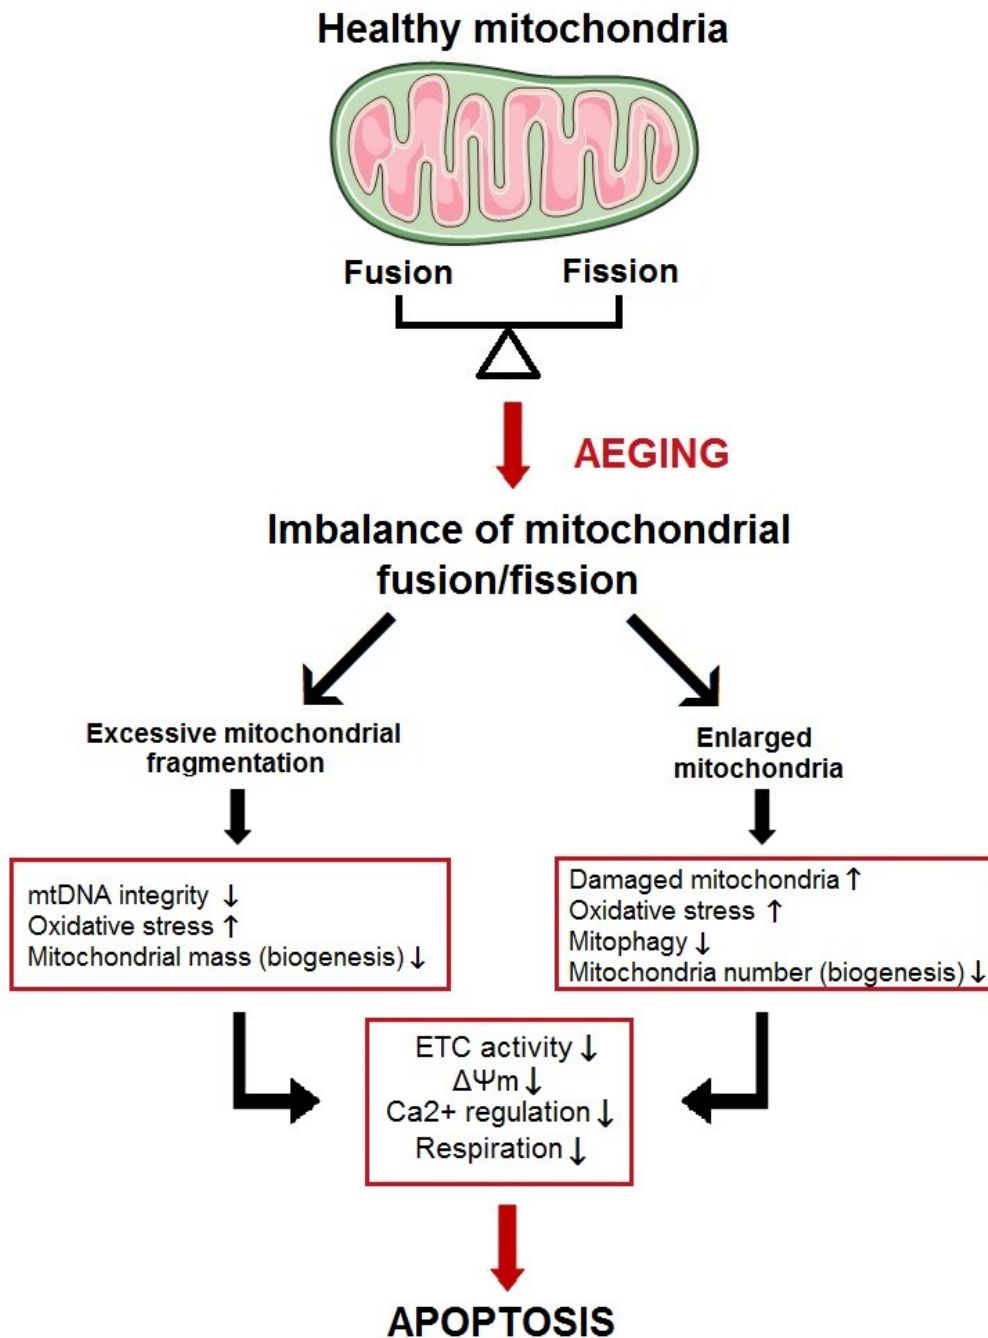 Healthy mitochondria
Fusion
Fission
AEGING
Imbalance of mitochondrial
fusion/fission
Excessive mitochondrial
fragmentation
Enlarged
mitochondria
mtDNA integrity ↓
Oxidative stress ↑
Mitochondrial mass (biogenesis) ↓
Damaged mitochondria ↑
Oxidative stress ↑
Mitophagy ↓
Mitochondria number (biogenesis) ↓
ETC activity ↓
ΔΨm ↓
Ca2+ regulation ↓
Respiration ↓
APOPTOSIS